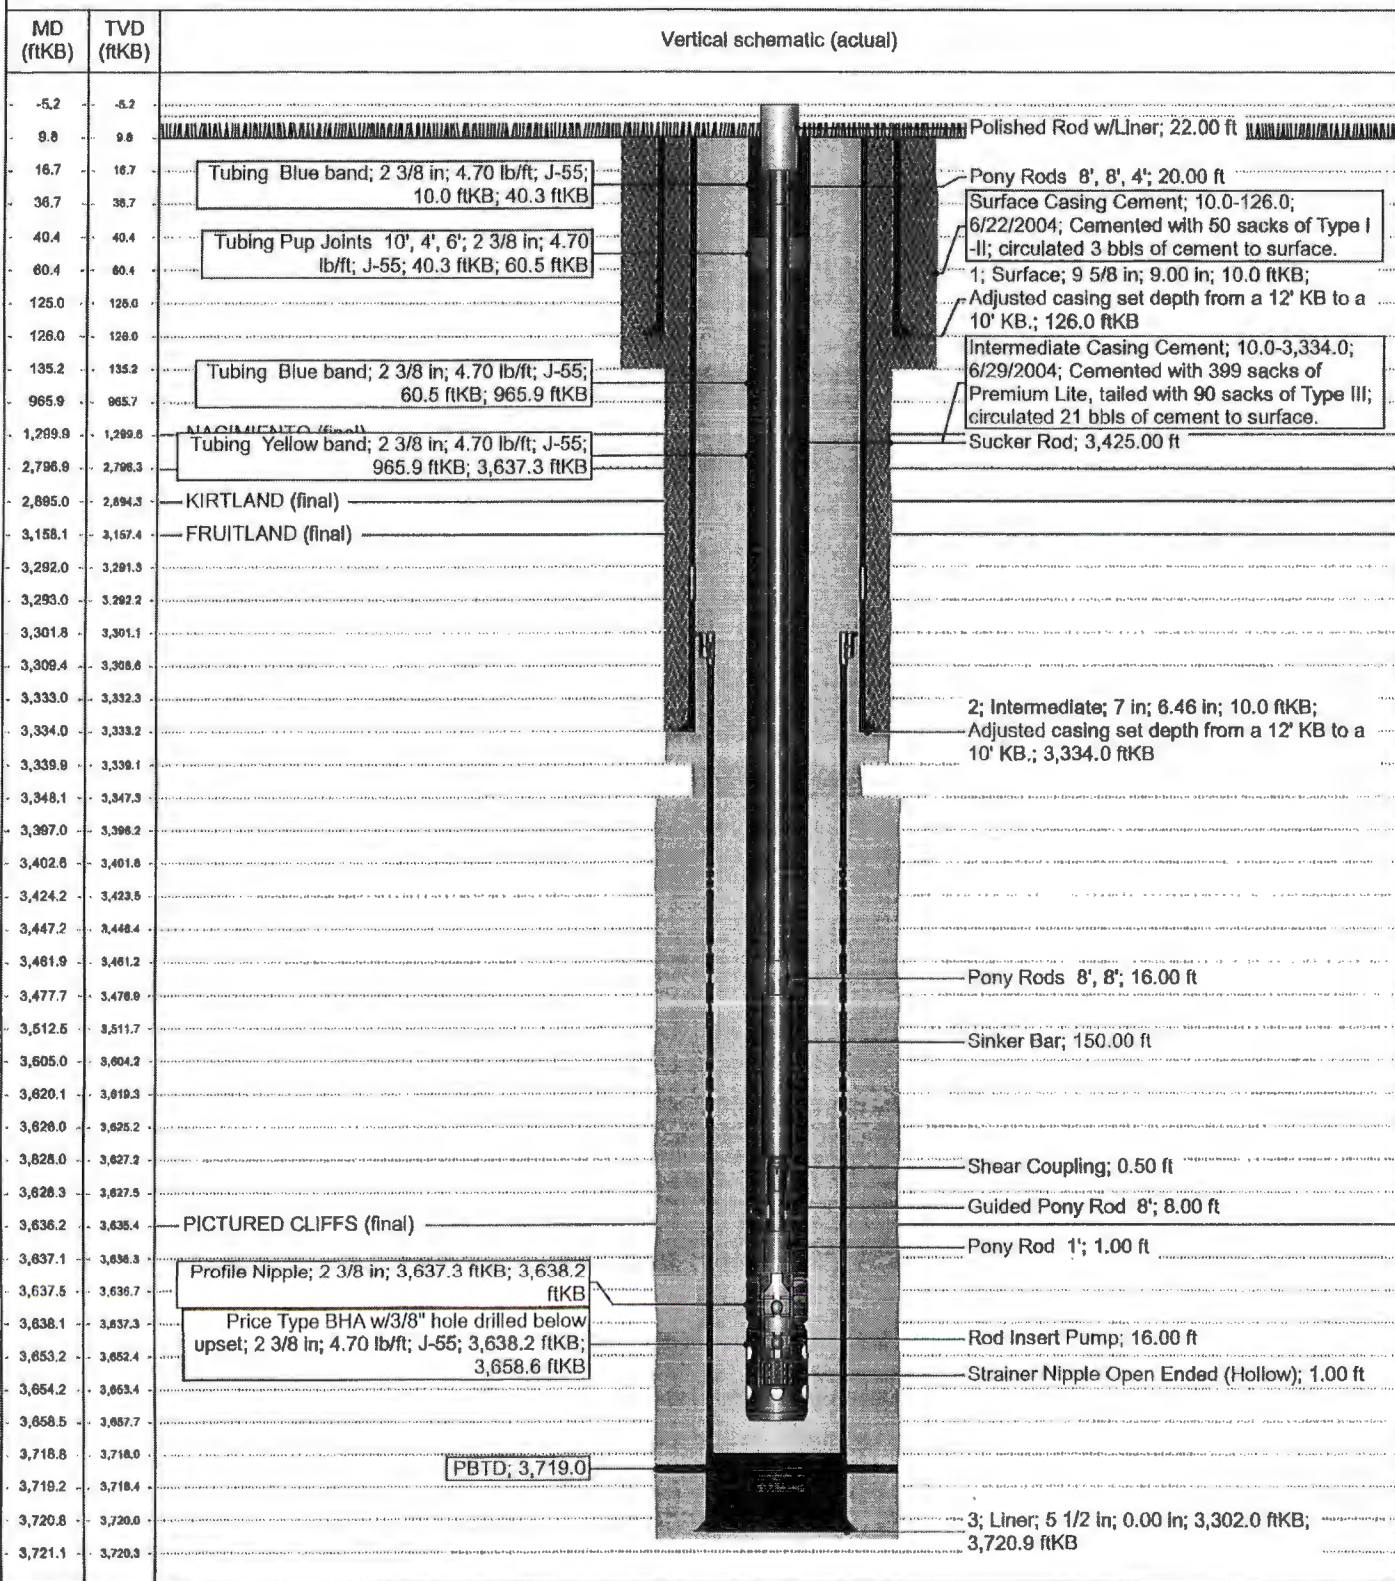 MD
(ftKB)
TVD
(ftKB)
Vertical schematic (actual)
-5.2 -5.2
9.8 9.8
Polished Rod w/Liner; 22.00 ft
16.7 16.7
Tubing Blue band; 2 3/8 in; 4.70 lb/ft; J-55;
10.0 ftKB; 40.3 ftKB
Pony Rods 8', 8', 4'; 20.00 ft
36.7 36.7
Surface Casing Cement; 10.0-126.0;
6/22/2004; Cemented with 50 sacks of Type I
-II; circulated 3 bbls of cement to surface.
40.4 40.4
Tubing Pup Joints 10', 4', 6'; 2 3/8 in; 4.70
lb/ft; J-55; 40.3 ftKB; 60.5 ftKB
60.4 60.4
1; Surface; 9 5/8 in; 9.00 in; 10.0 ftKB;
Adjusted casing set depth from a 12' KB to a
10' KB.; 126.0 ftKB
125.0 125.0
126.0 126.0
135.2 135.2
Intermediate Casing Cement; 10.0-3,334.0;
6/29/2004; Cemented with 399 sacks of
Premium Lite, tailed with 90 sacks of Type III;
circulated 21 bbls of cement to surface.
Tubing Blue band; 2 3/8 in; 4.70 lb/ft; J-55;
60.5 ftKB; 965.9 ftKB
965.9 965.7
1,299.9 1,299.6
NACIMIENTO (final)
Tubing Yellow band; 2 3/8 in; 4.70 lb/ft; J-55;
965.9 ftKB; 3,637.3 ftKB
Sucker Rod; 3,425.00 ft
2,796.9 2,796.3
2,895.0 2,894.3
KIRTLAND (final)
3,158.1 3,157.4
FRUITLAND (final)
3,292.0 3,291.3
3,293.0 3,292.2
3,301.8 3,301.1
3,309.4 3,308.6
3,333.0 3,332.3
2; Intermediate; 7 in; 6.46 in; 10.0 ftKB;
Adjusted casing set depth from a 12' KB to a
10' KB.; 3,334.0 ftKB
3,334.0 3,333.2
3,339.9 3,339.1
3,348.1 3,347.3
3,397.0 3,396.2
3,402.6 3,401.8
3,424.2 3,423.5
3,447.2 3,446.4
3,461.9 3,461.2
Pony Rods 8', 8'; 16.00 ft
3,477.7 3,476.9
3,512.5 3,511.7
Sinker Bar; 150.00 ft
3,605.0 3,604.2
3,620.1 3,619.3
3,626.0 3,625.2
3,628.0 3,627.2
Shear Coupling; 0.50 ft
3,628.3 3,627.5
Guided Pony Rod 8'; 8.00 ft
3,636.2 3,635.4
PICTURED CLIFFS (final)
Pony Rod 1'; 1.00 ft
3,637.1 3,636.3
Profile Nipple; 2 3/8 in; 3,637.3 ftKB; 3,638.2
ftKB
3,637.5 3,636.7
3,638.1 3,637.3
Price Type BHA w/3/8" hole drilled below
upset; 2 3/8 in; 4.70 lb/ft; J-55; 3,638.2 ftKB;
3,658.6 ftKB
Rod Insert Pump; 16.00 ft
3,653.2 3,652.4
Strainer Nipple Open Ended (Hollow); 1.00 ft
3,654.2 3,653.4
3,658.5 3,657.7
3,718.8 3,718.0
PBTD; 3,719.0
3,719.2 3,718.4
3,720.8 3,720.0
3; Liner; 5 1/2 in; 0.00 in; 3,302.0 ftKB;
3,720.9 ftKB
3,721.1 3,720.3